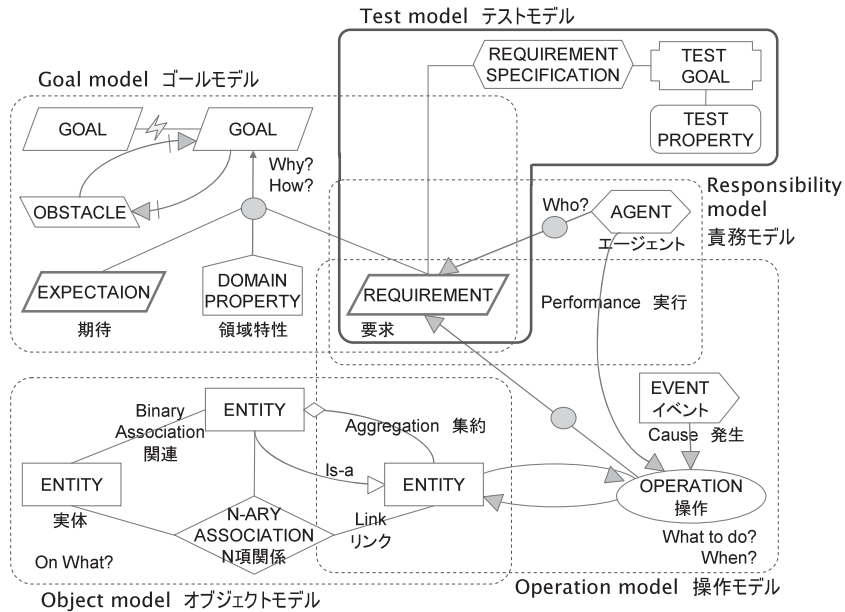 Test model テストモデル
REQUIREMENT
SPECIFICATION
TEST
GOAL
TEST
PROPERTY
Goal model ゴールモデル
GOAL
GOAL
Why?
How?
OBSTACLE
EXPECTAION
期待
DOMAIN
PROPERTY
領域特性
REQUIREMENT
要求
Responsibility
model
責務モデル
Who?
AGENT
エージェント
Performance 実行
EVENT
イベント
Cause 発生
OPERATION
操作
What to do?
When?
Operation model 操作モデル
ENTITY
Binary
Association
関連
Aggregation 集約
Is-a
ENTITY
実体
ENTITY
N-ARY
ASSOCIATION
N項関係
Link
リンク
On What?
Object model オブジェクトモデル